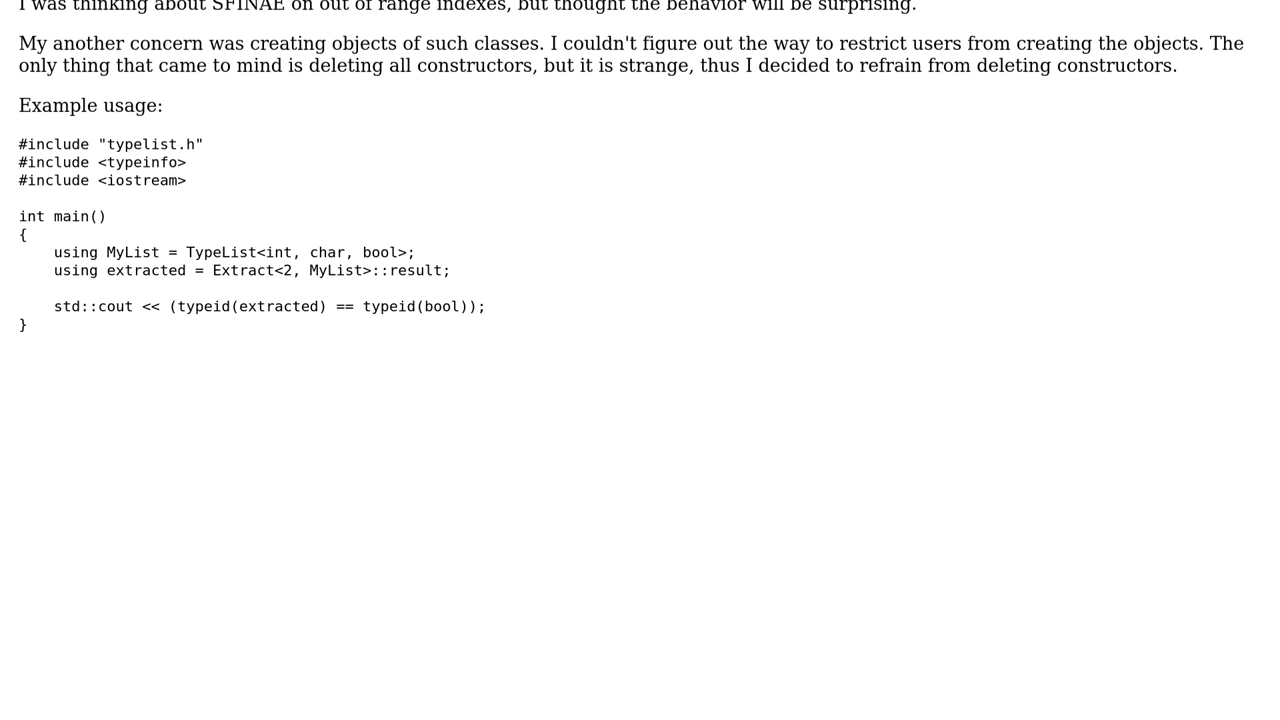 I was thinking about SFINAE on out of range indexes, but thought the behavior will be surprising.
My another concern was creating objects of such classes. I couldn't figure out the way to restrict users from creating the objects. The
only thing that came to mind is deleting all constructors, but it is strange, thus I decided to refrain from deleting constructors.
Example usage:
#include "typelist.h"
#include <typeinfo>
#include <iostream>
int main()
{
    using MyList = TypeList<int, char, bool>;
    using extracted = Extract<2, MyList>::result;
    std::cout << (typeid(extracted) == typeid(bool));
}